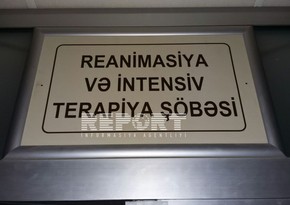 REANİMASİYA
VƏ İNTENSİV
TERAPİYA ŞÖBƏSİ
REPORT
İNFORMASİYA AGENTLİYİ